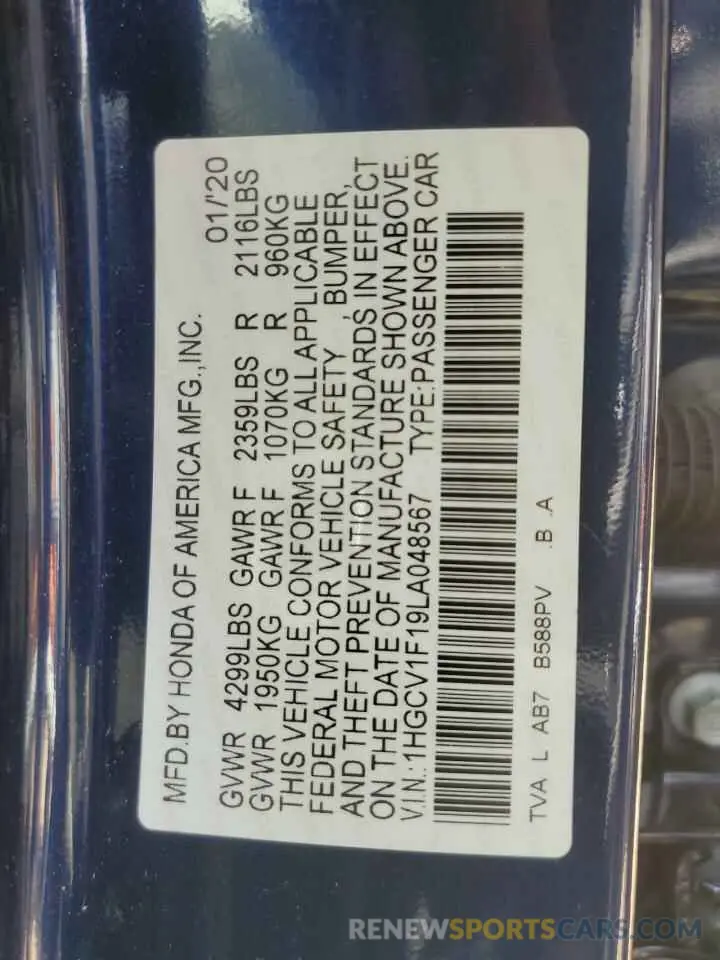 MFD.BY HONDA OF AMERICA MFG.,INC. 01/'20
GVWR 4299LBS GAWR F 2359LBS R 2116LBS
GVWR 1950KG GAWR F 1070KG R 960KG
THIS VEHICLE CONFORMS TO ALL APPLICABLE
FEDERAL MOTOR VEHICLE SAFETY, BUMPER,
AND THEFT PREVENTION STANDARDS IN EFFECT
ON THE DATE OF MANUFACTURE SHOWN ABOVE.
V.I.N.:1HGCV1F19LA048567 TYPE:PASSENGER CAR
TVA L AB7 B588PV .B .A
RENEWSPORTSCARS.COM